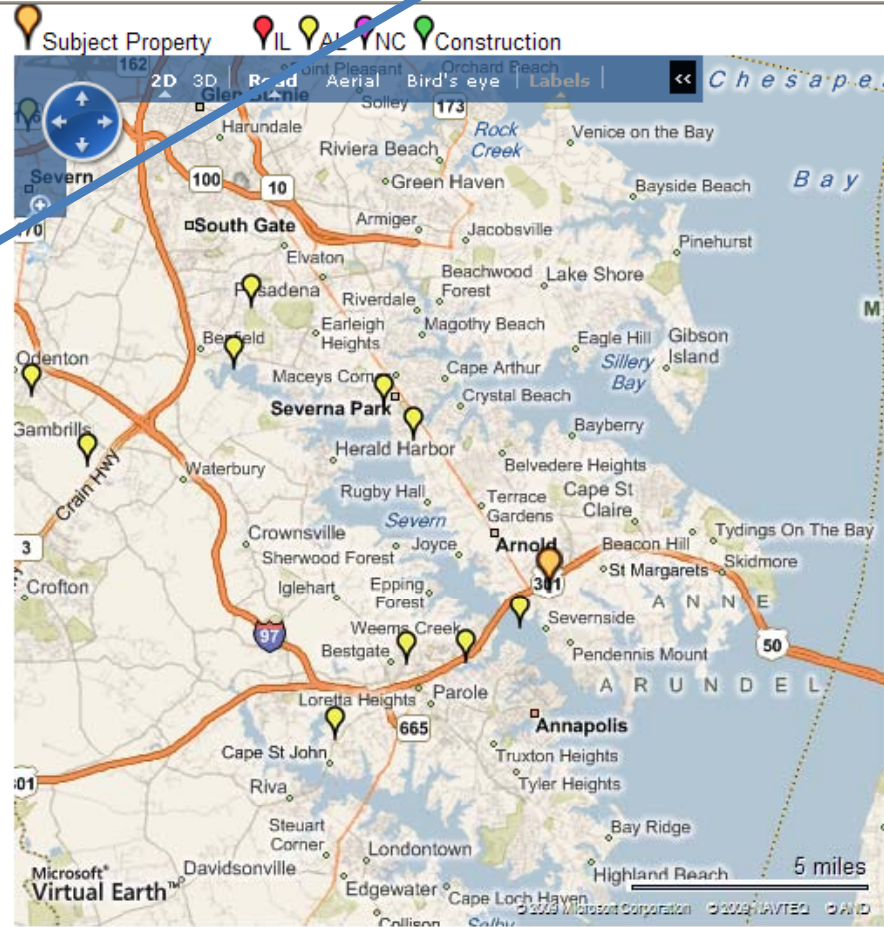 Subject Property IL AL NC Construction
162 Point Pleasant Orchard Beach
2D 3D Road Aerial Bird's eye Labels «
Chesape
Glen Burnie Solley 173
Harundale Rock Creek Venice on the Bay
Riviera Beach
Severn 100 10 Green Haven Bayside Beach Bay
South Gate Armiger Jacobsville
170 Pinehurst
Elvaton
Pasadena Riverdale Beachwood Forest Lake Shore
M
Benfield Earleigh Heights Magothy Beach Eagle Hill Gibson Island
Odenton Sillery Bay
Maceys Corner Cape Arthur
Severna Park Crystal Beach
Gambrills Bayberry
Herald Harbor
Crain Hwy Waterbury Belvedere Heights
Rugby Hall Terrace Gardens Cape St Claire
Severn
Crownsville Joyce Arnold Beacon Hill Tydings On The Bay
3 Sherwood Forest Skidmore
Crofton Iglehart Epping Forest 301 St Margarets
ANNE
97 Weems Creek Severnside
Bestgate Pendennis Mount 50
Loretta Heights Parole ARUNDEL
665 Annapolis
Cape St John Truxton Heights
301 Riva Tyler Heights
Steuart Corner Bay Ridge
Londontown 5 miles
Microsoft® Virtual Earth™ Davidsonville Highland Beach
Edgewater Cape Loch Haven
© 2009 Microsoft Corporation © 2009 NAVTEQ © AND
Collison Selby